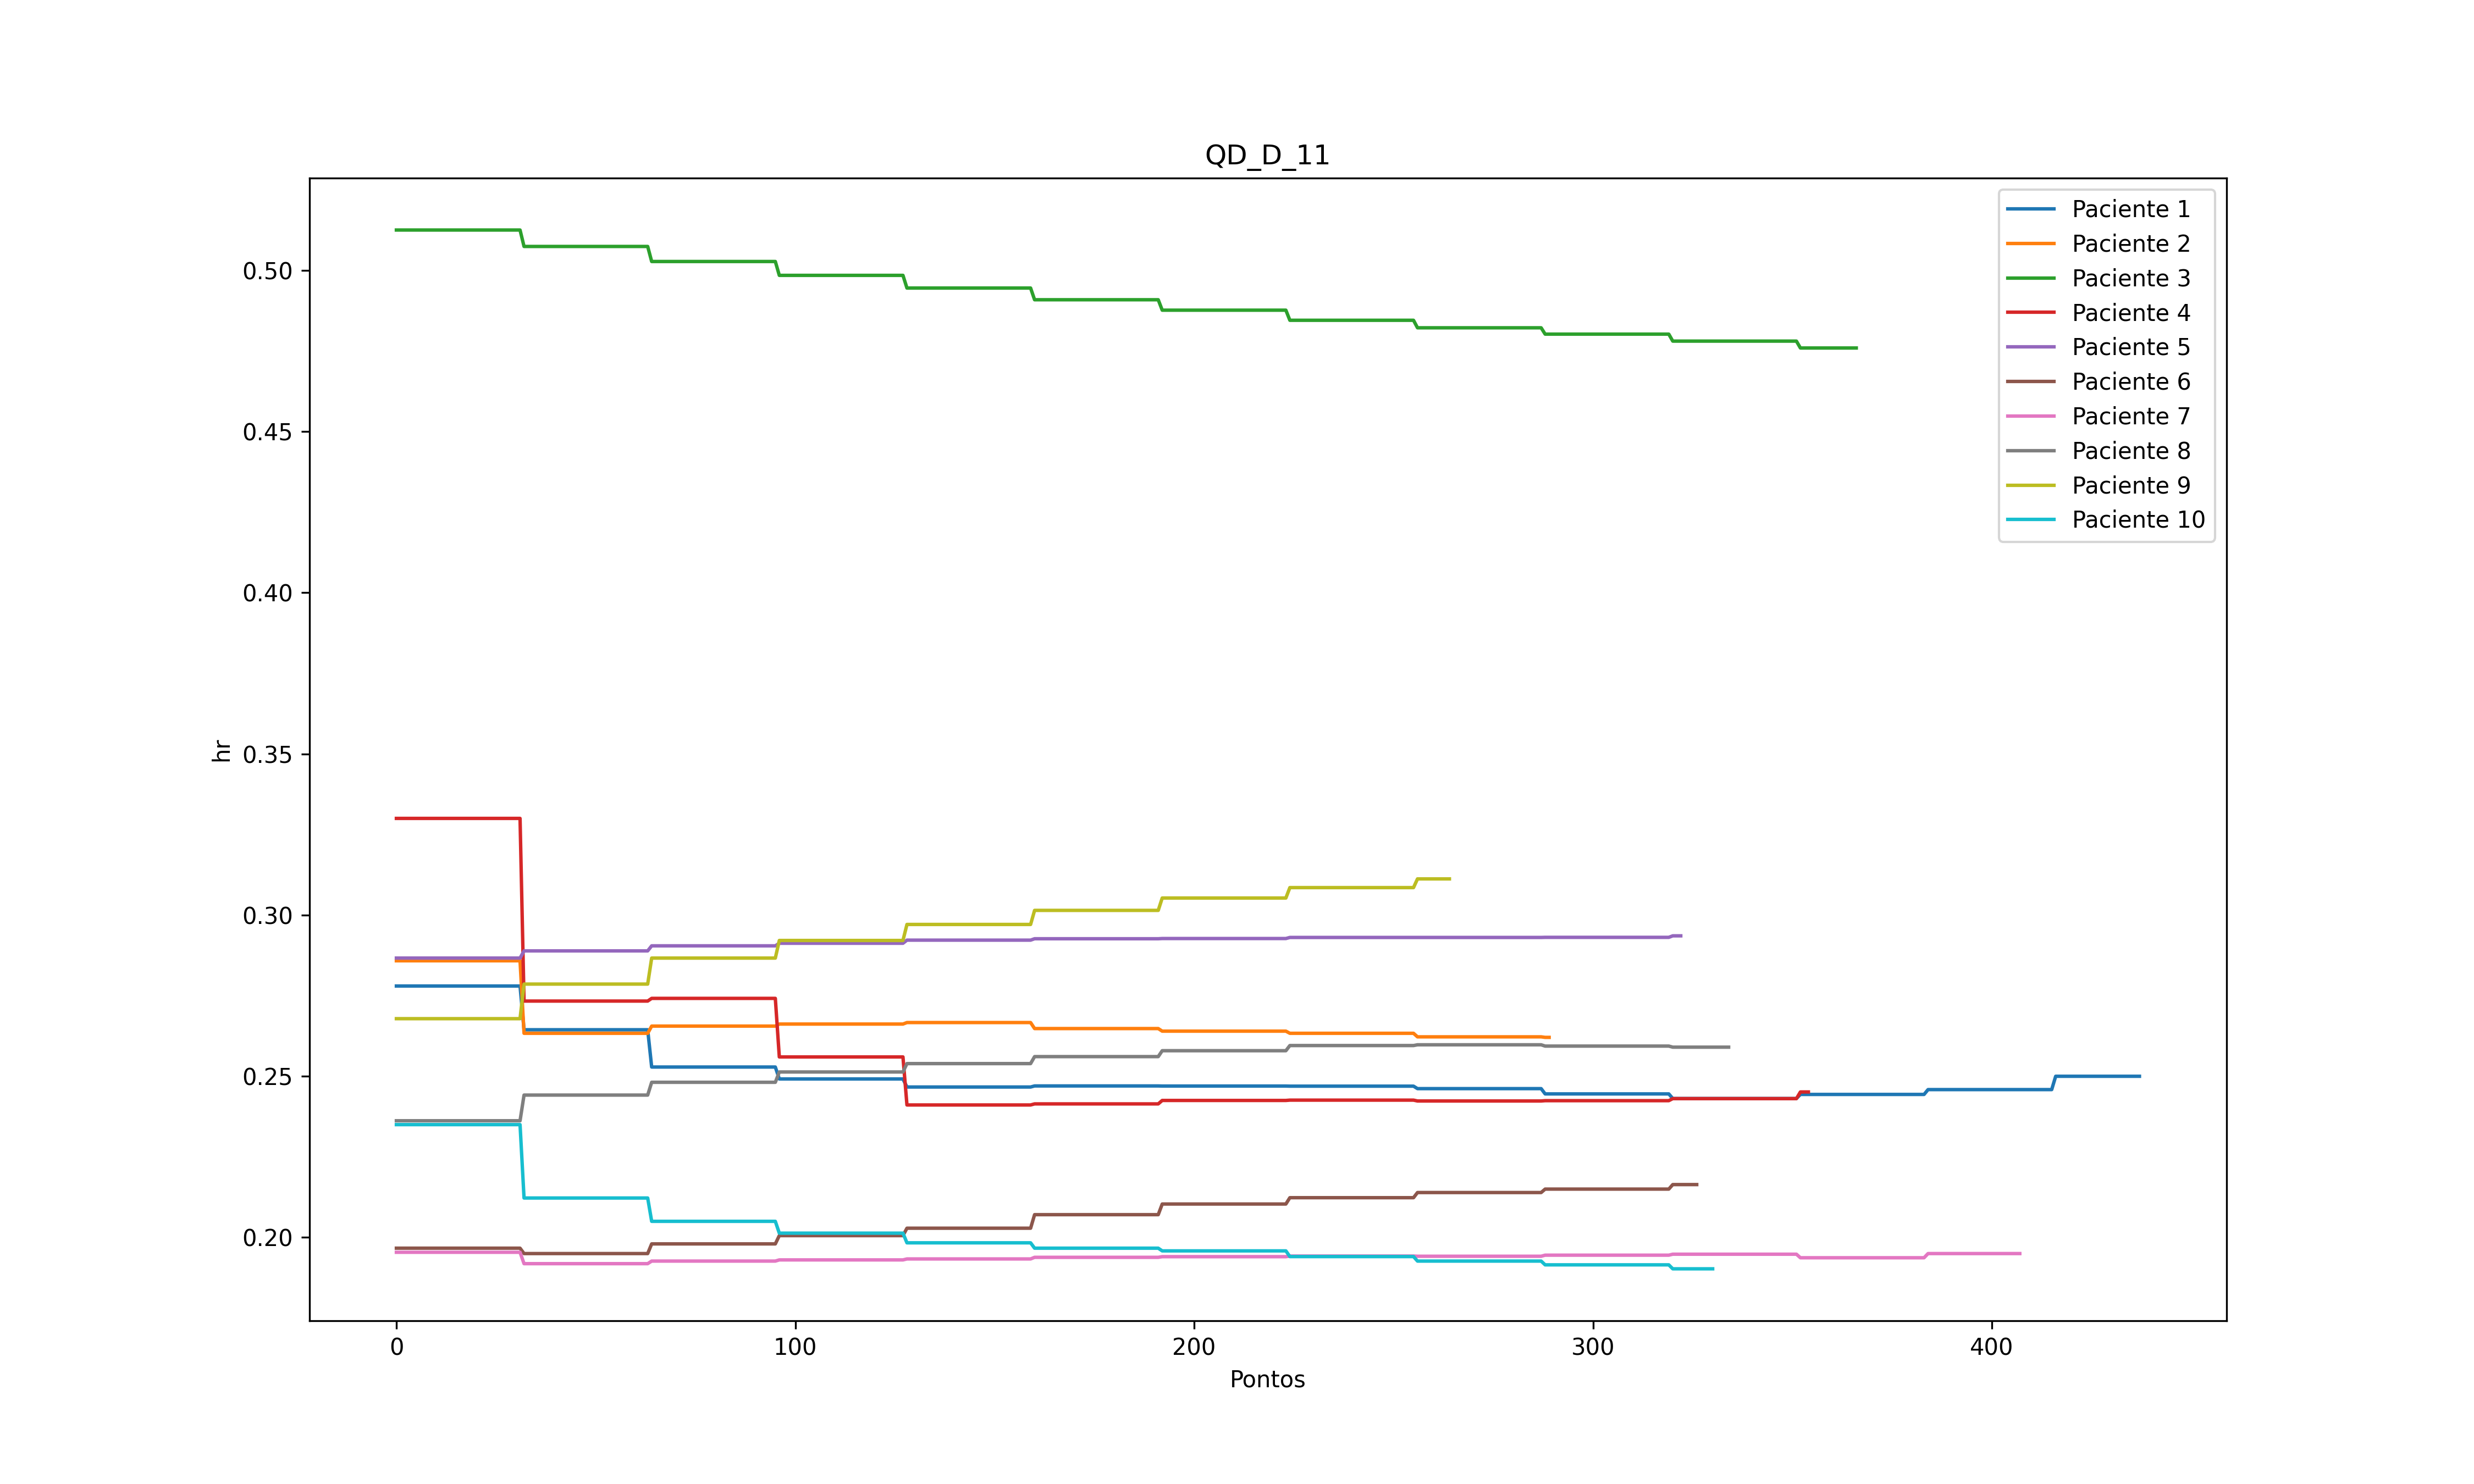 QD_D_11
Paciente 1
Paciente 2
Paciente 3
Paciente 4
Paciente 5
Paciente 6
Paciente 7
Paciente 8
Paciente 9
Paciente 10
hr
0.50
0.45
0.40
0.35
0.30
0.25
0.20
0 100 200 300 400
Pontos